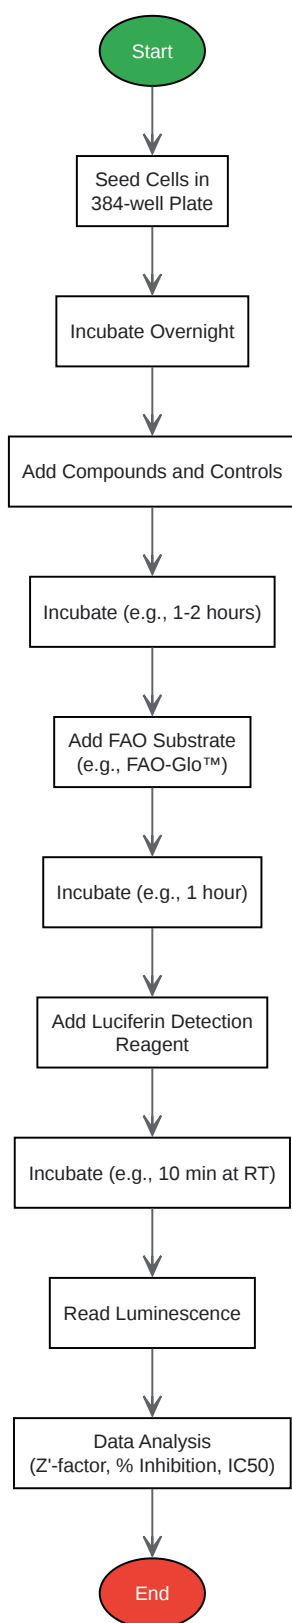 Start
Seed Cells in
384-well Plate
Incubate Overnight
Add Compounds and Controls
Incubate (e.g., 1-2 hours)
Add FAO Substrate
(e.g., FAO-Glo™)
Incubate (e.g., 1 hour)
Add Luciferin Detection
Reagent
Incubate (e.g., 10 min at RT)
Read Luminescence
Data Analysis
(Z'-factor, % Inhibition, IC50)
End